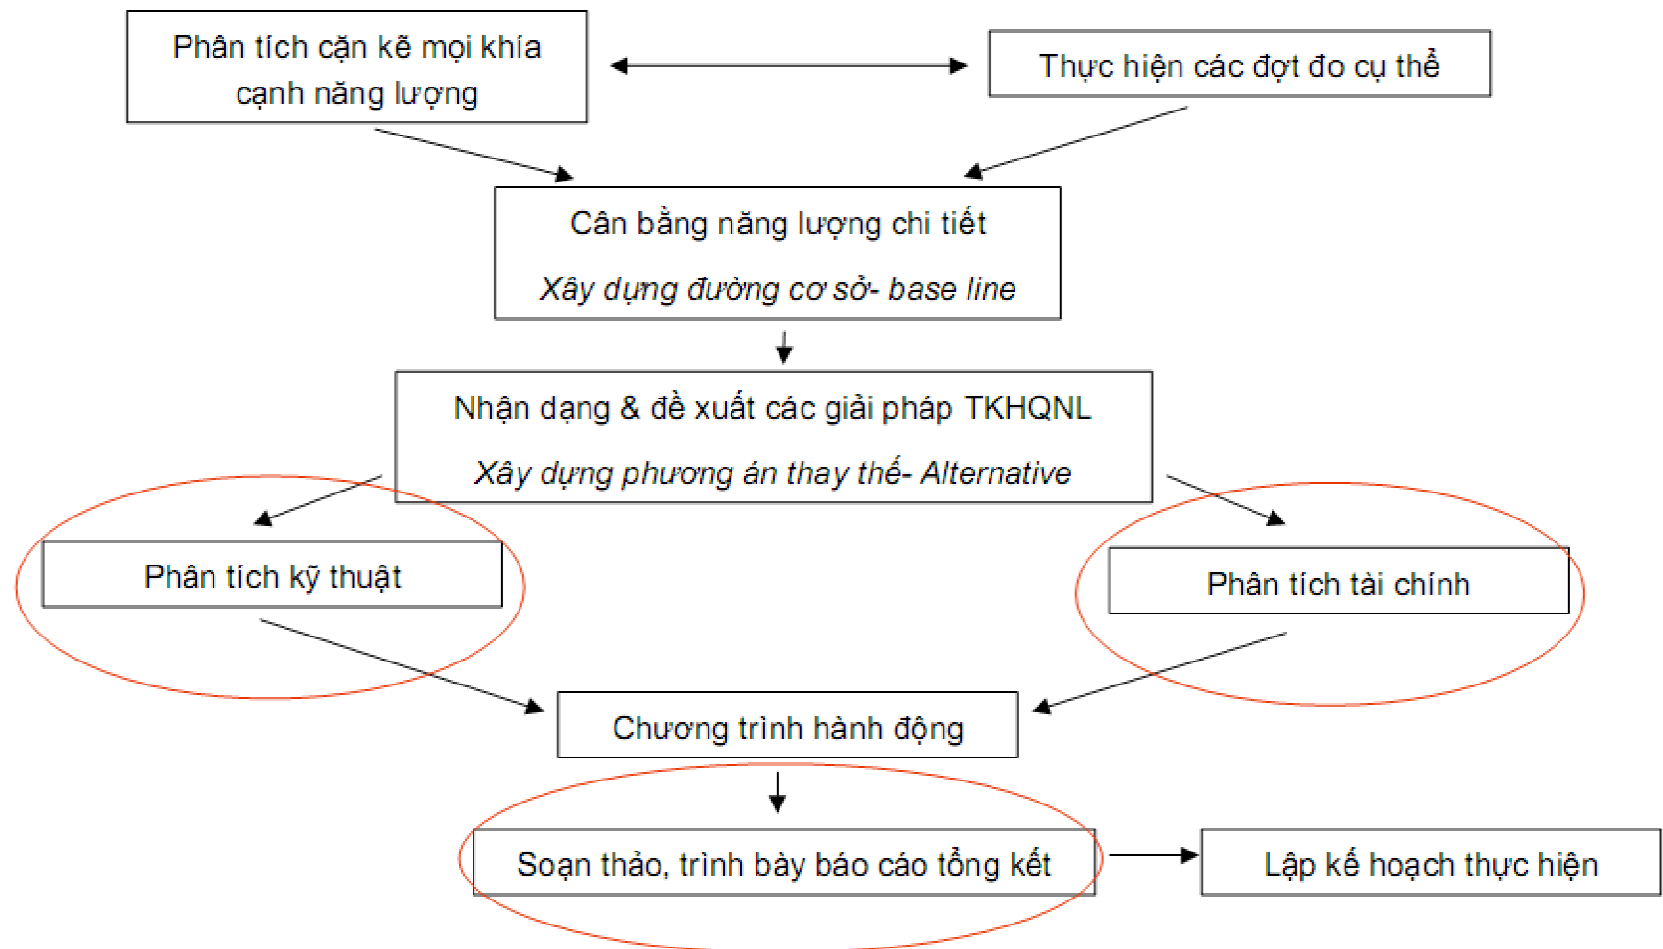 Phân tích cặn kẽ mọi khía
cạnh năng lượng
Thực hiện các đợt đo cụ thể
Cân bằng năng lượng chi tiết
Xây dựng đường cơ sở- base line
Nhận dạng & đề xuất các giải pháp TKHQNL
Xây dựng phương án thay thế- Alternative
Phân tích kỹ thuật
Phân tích tài chính
Chương trình hành động
Soạn thảo, trình bày báo cáo tổng kết
Lập kế hoạch thực hiện